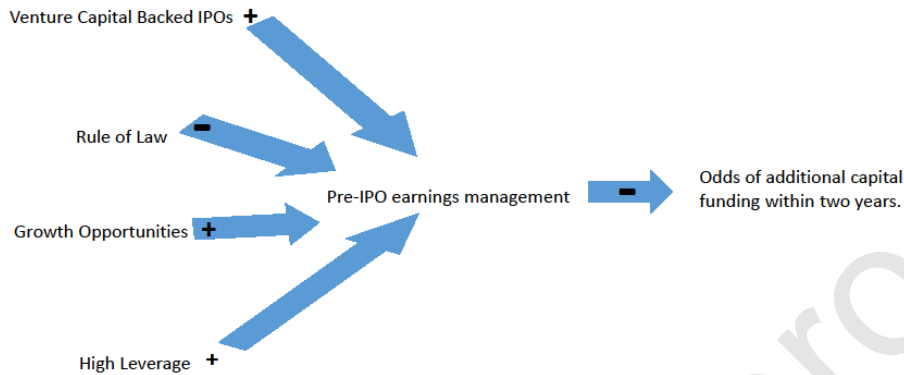 Venture Capital Backed IPOs +
-
Rule of Law
Pre-IPO earnings management -
Odds of additional capital
funding within two years.
Growth Opportunities +
High Leverage +